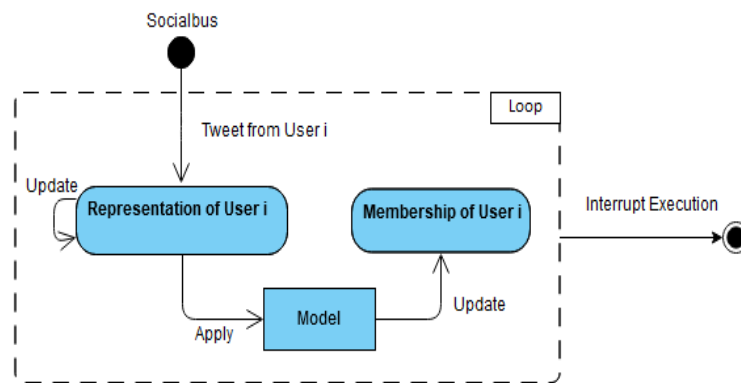 Socialbus
Loop
Tweet from User i
Update
Representation of User i
Membership of User i
Interrupt Execution
Apply
Model
Update